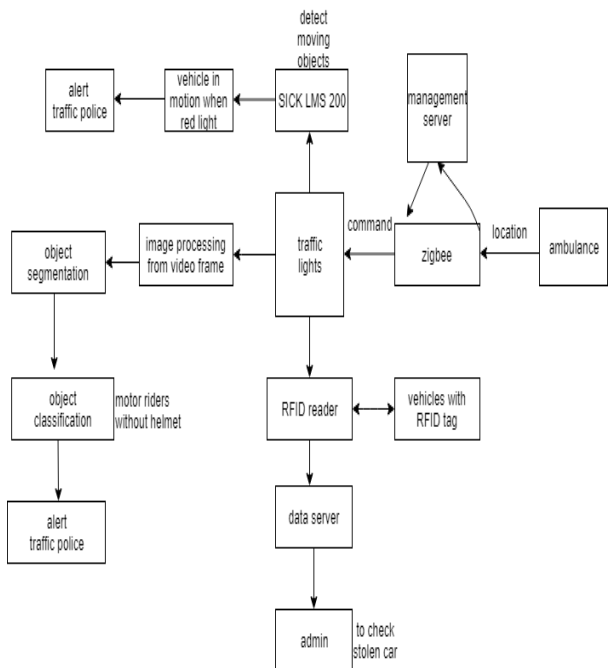 detect
moving
objects
alert
traffic police
vehicle in
motion when
red light
SICK LMS 200
management
server
command
location
object
segmentation
image processing
from video frame
traffic
lights
zigbee
ambulance
object
classification
motor riders
without helmet
RFID reader
vehicles with
RFID tag
alert
traffic police
data server
admin
to check
stolen car